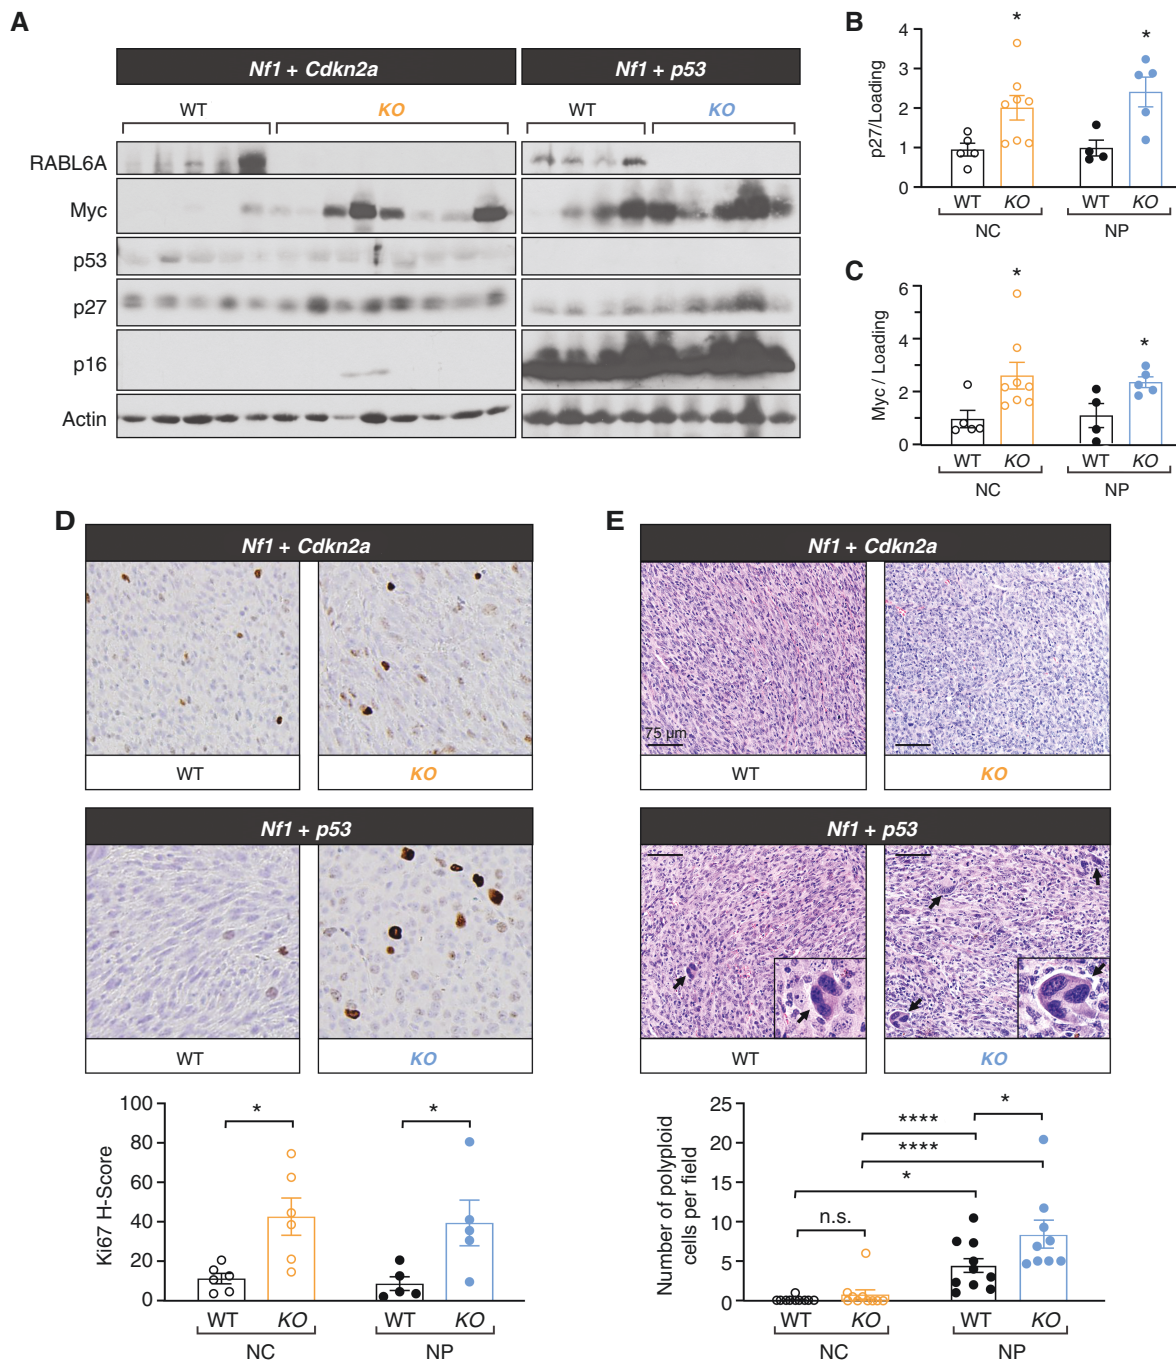 A
Nf1 + Cdkn2a
Nf1 + p53
WT
KO
WT
KO
RABL6A
Myc
p53
p27
p16
Actin
B
p27/Loading
4
3
2
1
0
*
*
WT
KO
WT
KO
NC
NP
C
Myc / Loading
6
4
2
0
*
*
WT
KO
WT
KO
NC
NP
D
Nf1 + Cdkn2a
WT
KO
Nf1 + p53
WT
KO
Ki67 H-Score
100
80
60
40
20
0
*
*
WT
KO
WT
KO
NC
NP
E
Nf1 + Cdkn2a
75 µm
WT
KO
Nf1 + p53
WT
KO
Number of polyploid
cells per field
25
20
15
10
5
0
*
****
****
*
n.s.
WT
KO
WT
KO
NC
NP